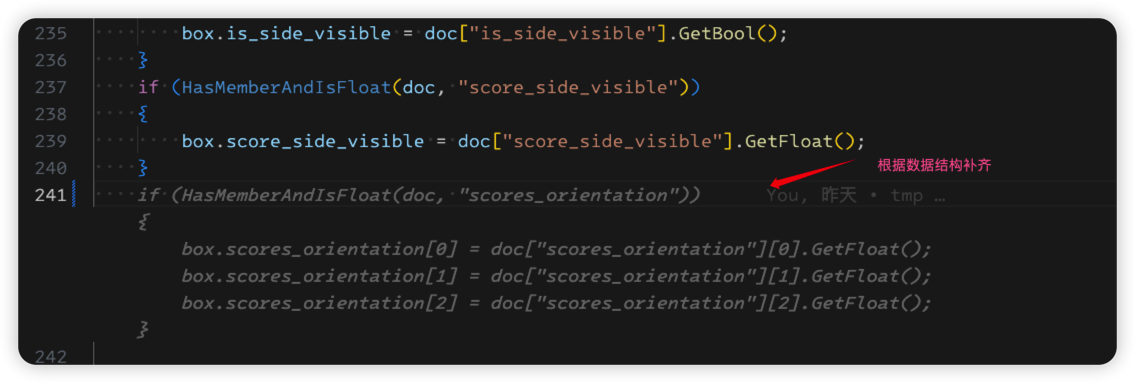 235 box.is_side_visible = doc["is_side_visible"].GetBool();
236 }
237 if (HasMemberAndIsFloat(doc, "score_side_visible"))
238 {
239 box.score_side_visible = doc["score_side_visible"].GetFloat();
240 }
根据数据结构补齐
241 if (HasMemberAndIsFloat(doc, "scores_orientation")) You, 昨天 • tmp …
{
box.scores_orientation[0] = doc["scores_orientation"][0].GetFloat();
box.scores_orientation[1] = doc["scores_orientation"][1].GetFloat();
box.scores_orientation[2] = doc["scores_orientation"][2].GetFloat();
}
242